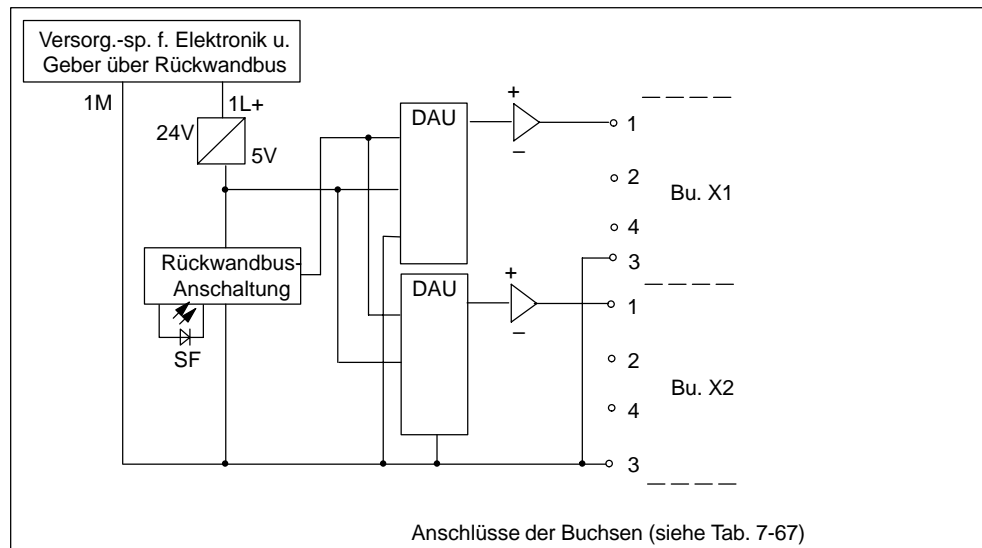 Versorg.-sp. f. Elektronik u.
Geber über Rückwandbus
1M
1L+
24V
5V
DAU
+
–
1
2
4
3
Bu. X1
Rückwandbus-
Anschaltung
SF
DAU
+
–
1
2
4
3
Bu. X2
Anschlüsse der Buchsen (siehe Tab. 7-67)